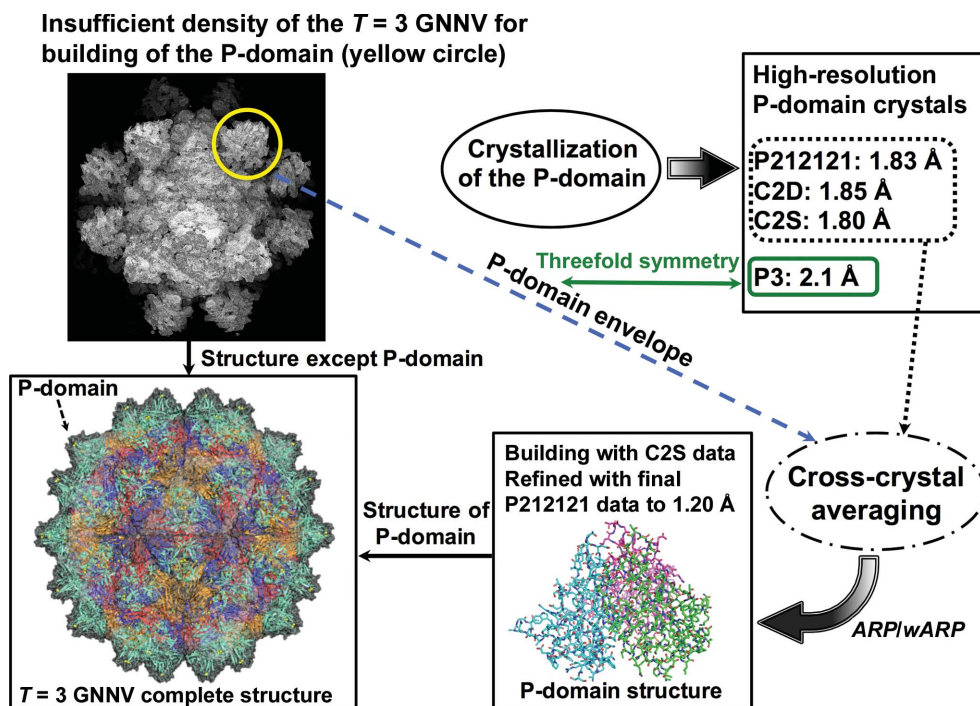 Insufficient density of the T = 3 GNNV for
building of the P-domain (yellow circle)
Crystallization
of the P-domain
High-resolution
P-domain crystals
P212121: 1.83 Å
C2D: 1.85 Å
C2S: 1.80 Å
P3: 2.1 Å
Threefold symmetry
P-domain envelope
Structure except P-domain
P-domain
T = 3 GNNV complete structure
Structure of
P-domain
Building with C2S data
Refined with final
P212121 data to 1.20 Å
P-domain structure
Cross-crystal
averaging
ARP/wARP